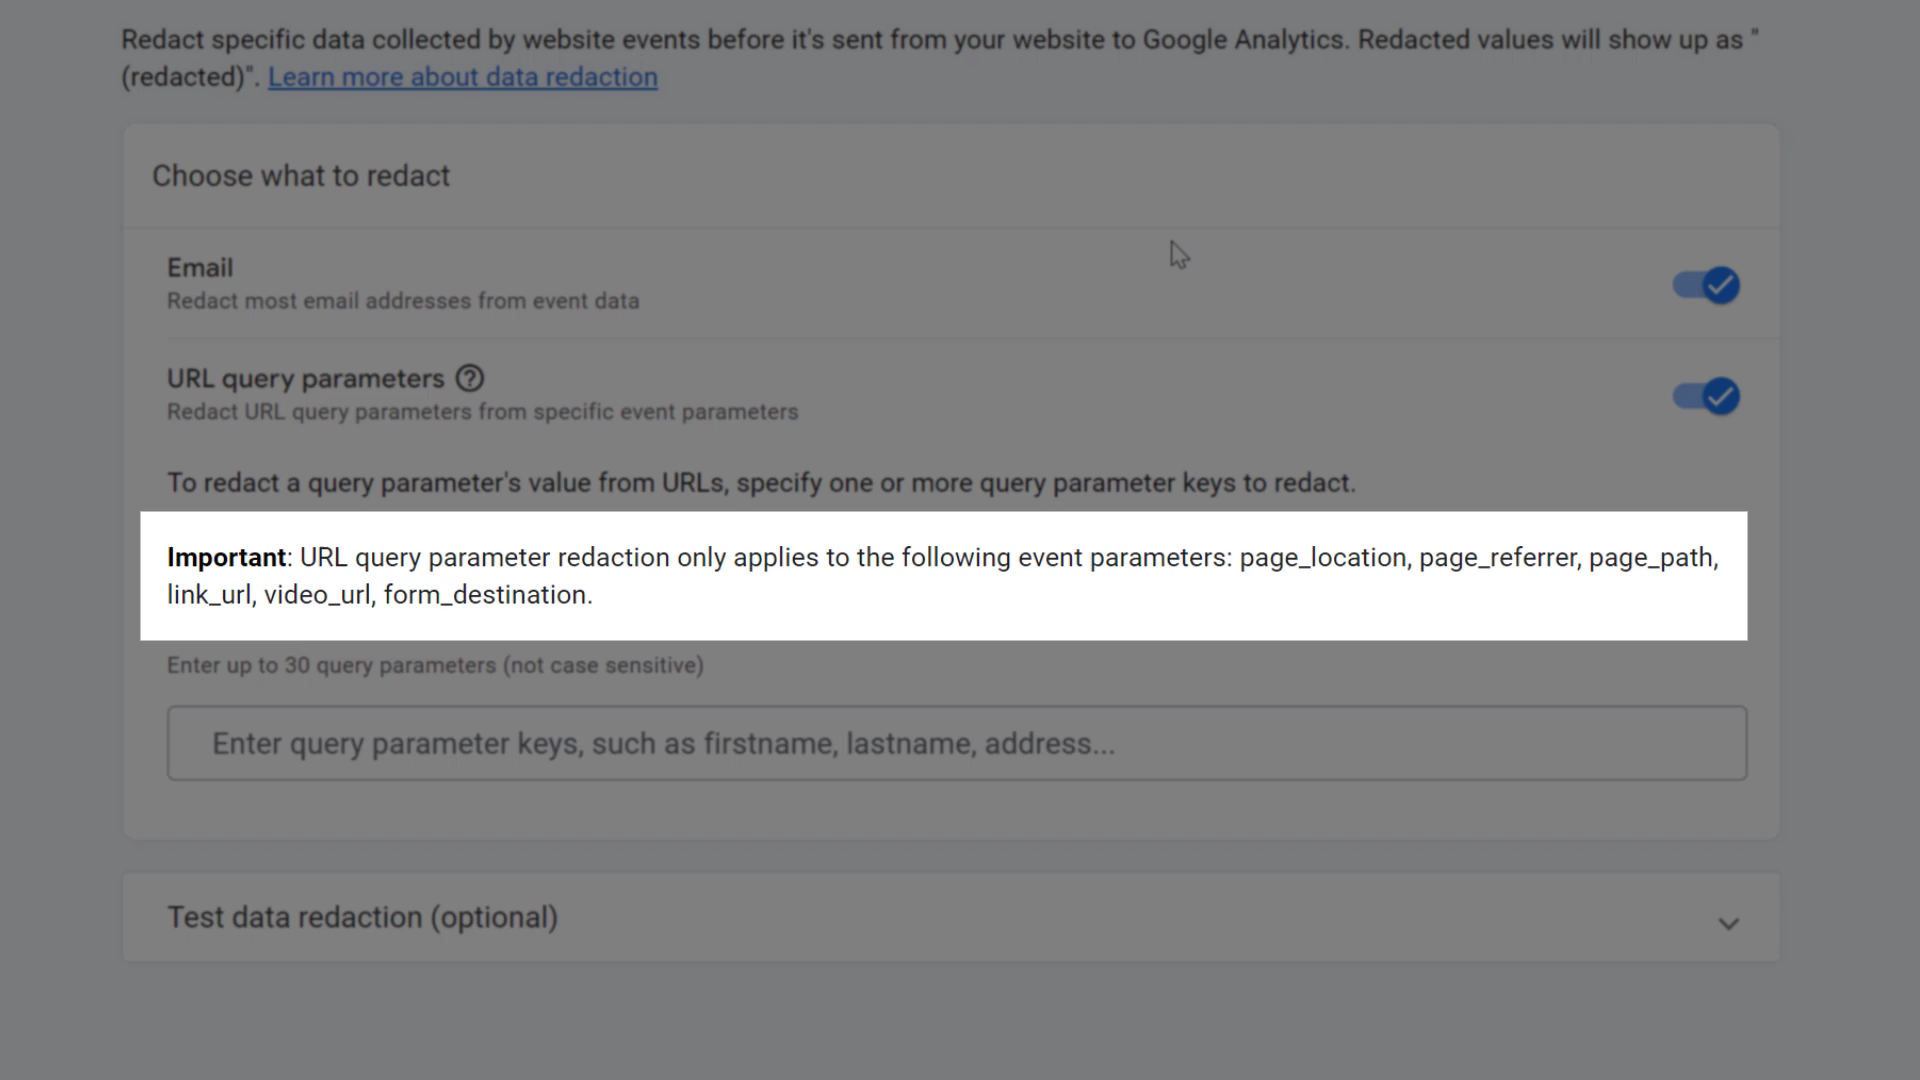 Redact specific data collected by website events before it's sent from your website to Google Analytics. Redacted values will show up as "
(redacted)". Learn more about data redaction
Choose what to redact
Email
Redact most email addresses from event data
URL query parameters
Redact URL query parameters from specific event parameters
To redact a query parameter's value from URLs, specify one or more query parameter keys to redact.
Important: URL query parameter redaction only applies to the following event parameters: page_location, page_referrer, page_path,
link_url, video_url, form_destination.
Enter up to 30 query parameters (not case sensitive)
Enter query parameter keys, such as firstname, lastname, address...
Test data redaction (optional)